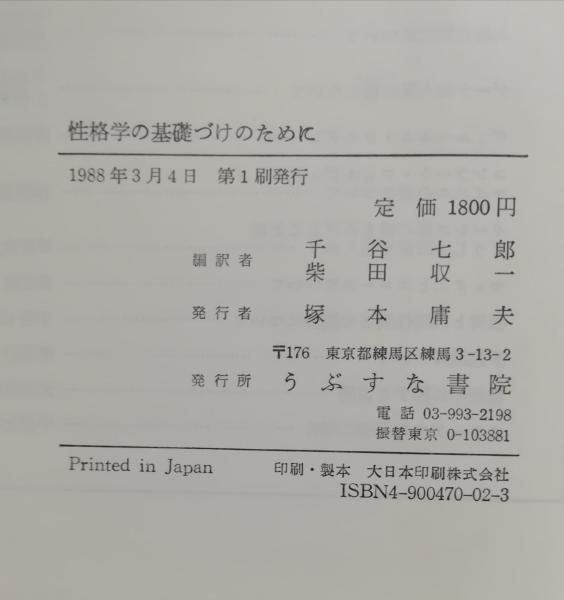 性格学の基礎づけのために
1988年3月4日 第1刷発行
定 価 1800円
編訳者 千谷七郎
柴田収一
発行者 塚本庸夫
〒176 東京都練馬区練馬3-13-2
発行所 うぶすな書院
電話 03-993-2198
振替東京 0-103881
Printed in Japan 印刷・製本 大日本印刷株式会社
ISBN4-900470-02-3